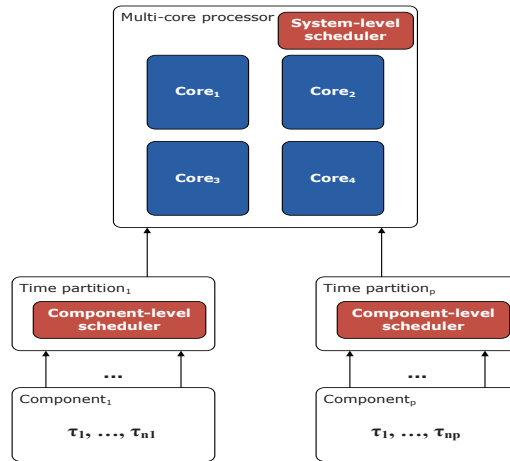 Multi-core processor
System-level
scheduler
Core₁
Core₂
Core₃
Core₄
Time partition₁
Component-level
scheduler
Time partitionₚ
Component-level
scheduler
...
...
Component₁
τ₁, ..., τₙ₁
Componentₚ
τ₁, ..., τₙₚ